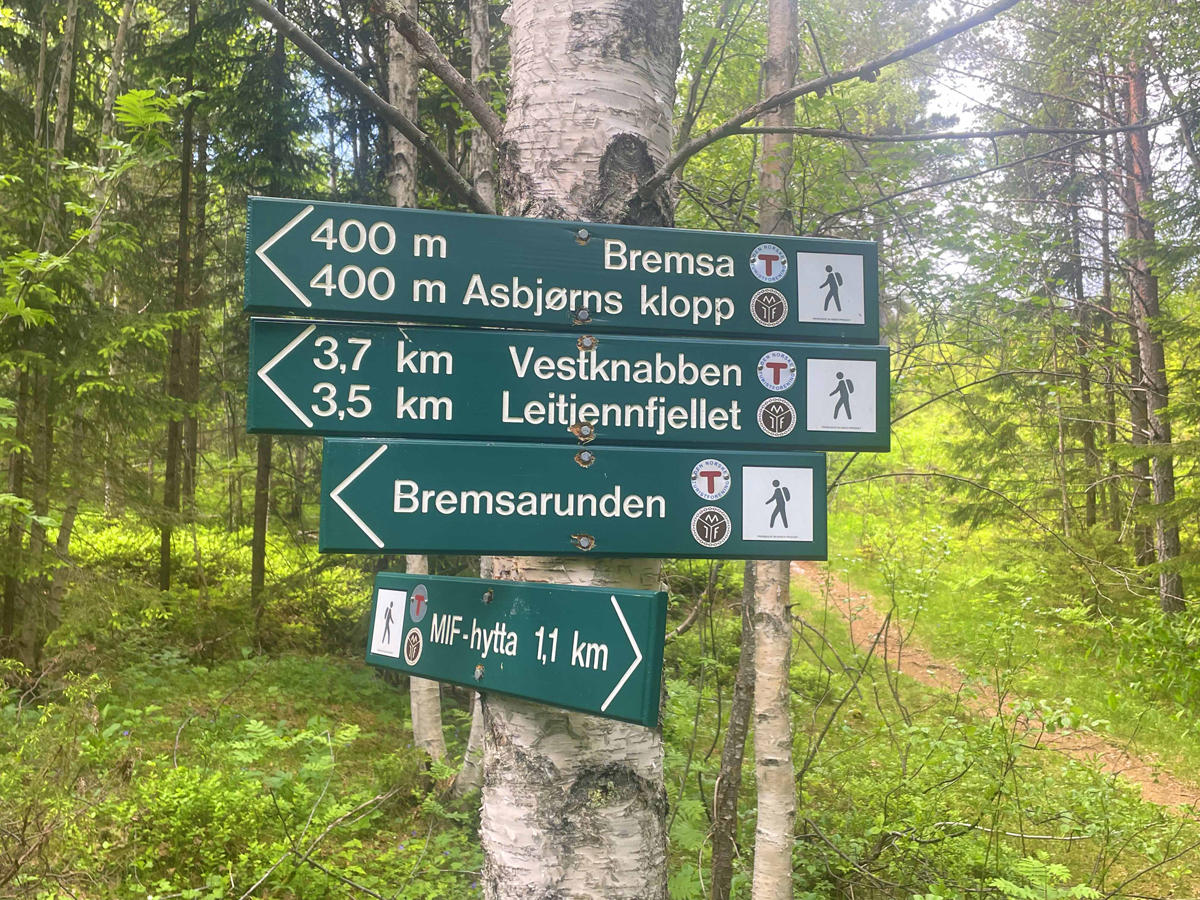 400 m Bremsa
400 m Asbjørns klopp
3,7 km Vestknabben
3,5 km Leitjennfjellet
Bremsarunden
MIF-hytta 1,1 km